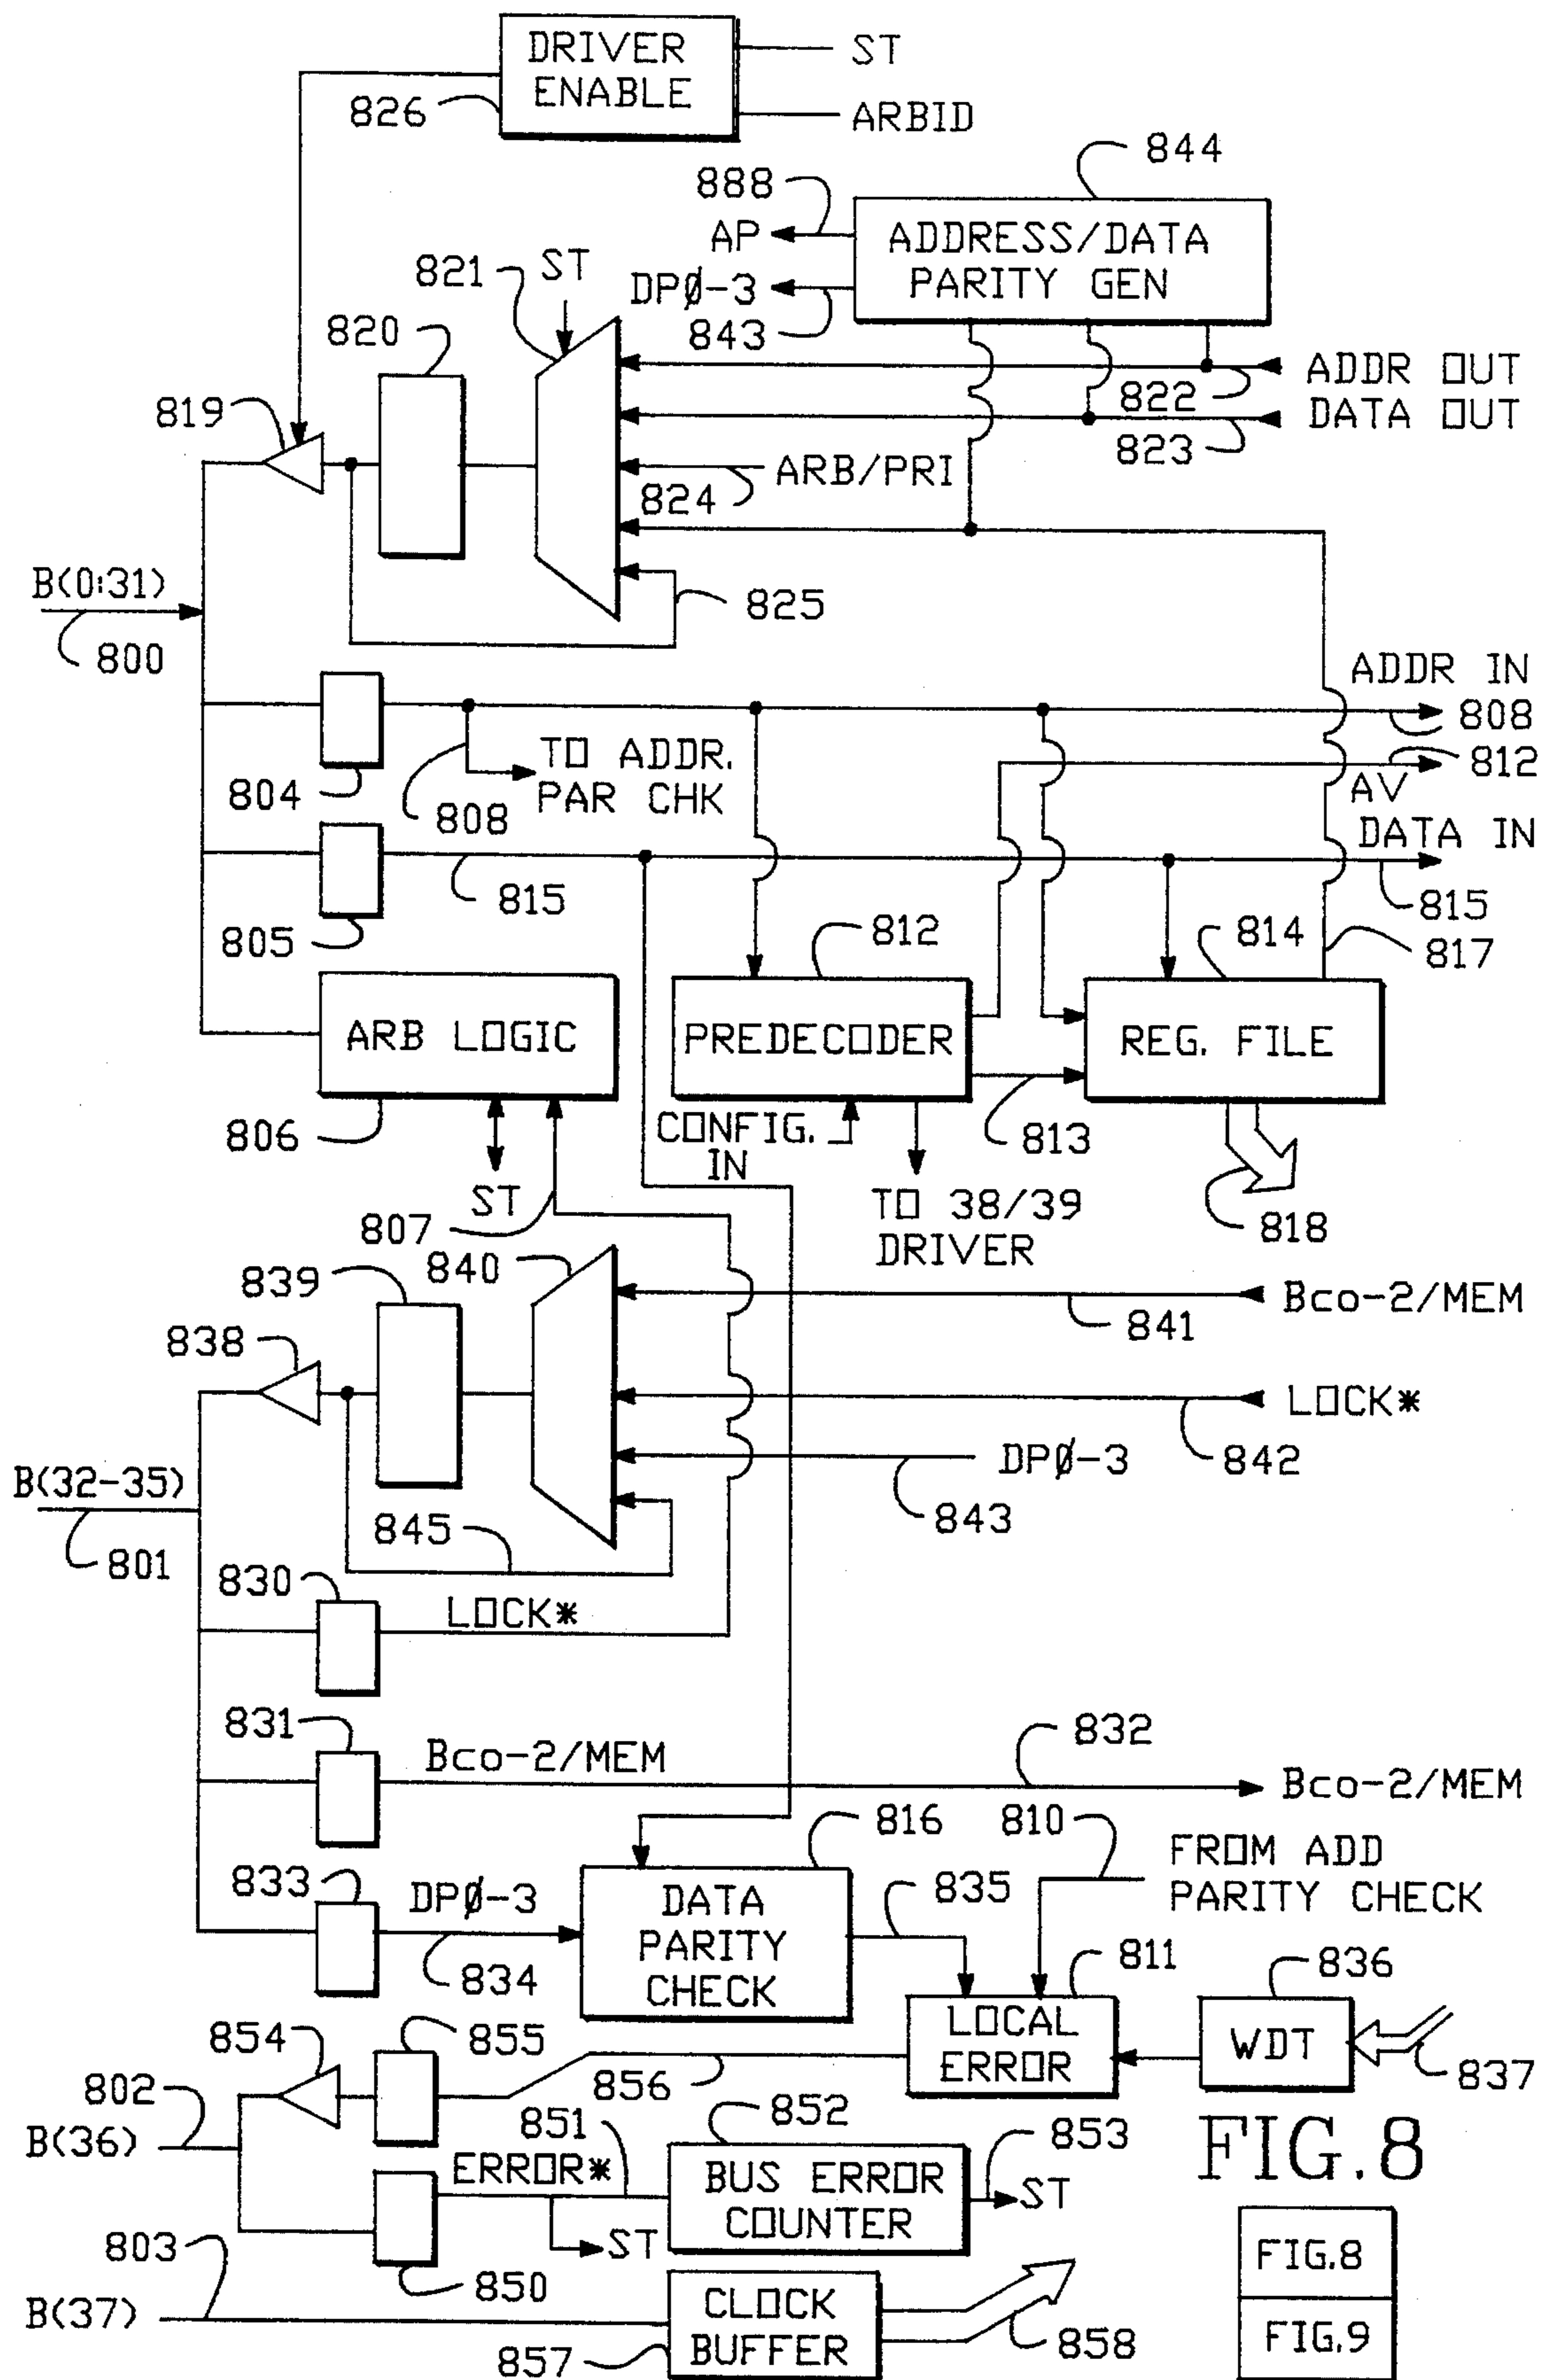 DRIVER
ENABLE
826
ST
ARBID
844
888
AP
ADDRESS/DATA
PARITY GEN
DPØ-3
843
821
ST
820
819
ADDR OUT
822
DATA OUT
823
ARB/PRI
824
825
B(0:31)
800
ADDR IN
808
804
TO ADDR.
PAR CHK
808
812
AV
DATA IN
815
815
805
812
814
817
ARB LOGIC
PREDECODER
REG. FILE
806
CONFIG.
IN
813
ST
807
TO 38/39
DRIVER
818
839
840
838
Bco-2/MEM
841
LOCK*
842
DPØ-3
843
B(32-35)
801
845
830
LOCK*
831
Bco-2/MEM
832
Bco-2/MEM
816
810
FROM ADD
PARITY CHECK
833
DPØ-3
834
DATA
PARITY
CHECK
835
811
836
LOCAL
ERROR
WDT
837
854
855
856
802
B(36)
852
851
853
ERROR*
BUS ERROR
COUNTER
ST
ST
FIG.8
803
850
B(37)
CLOCK
BUFFER
857
858
FIG.8
FIG.9